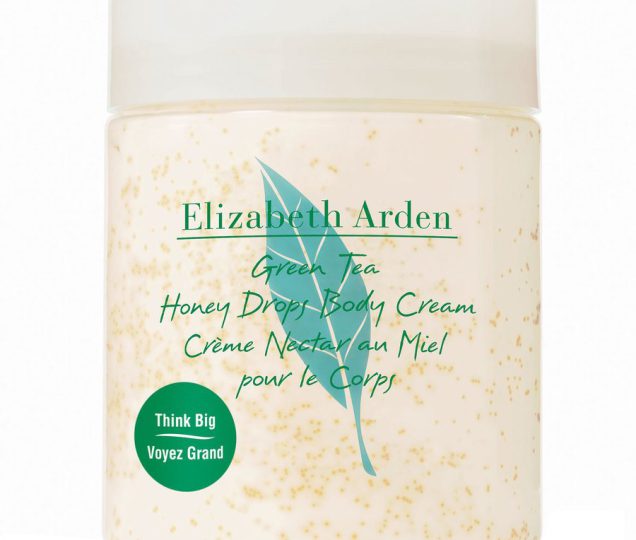 Elizabeth Arden
Green Tea
Honey Drops Body Cream
Crème Nectar au Miel
pour le Corps
Think Big
Voyez Grand